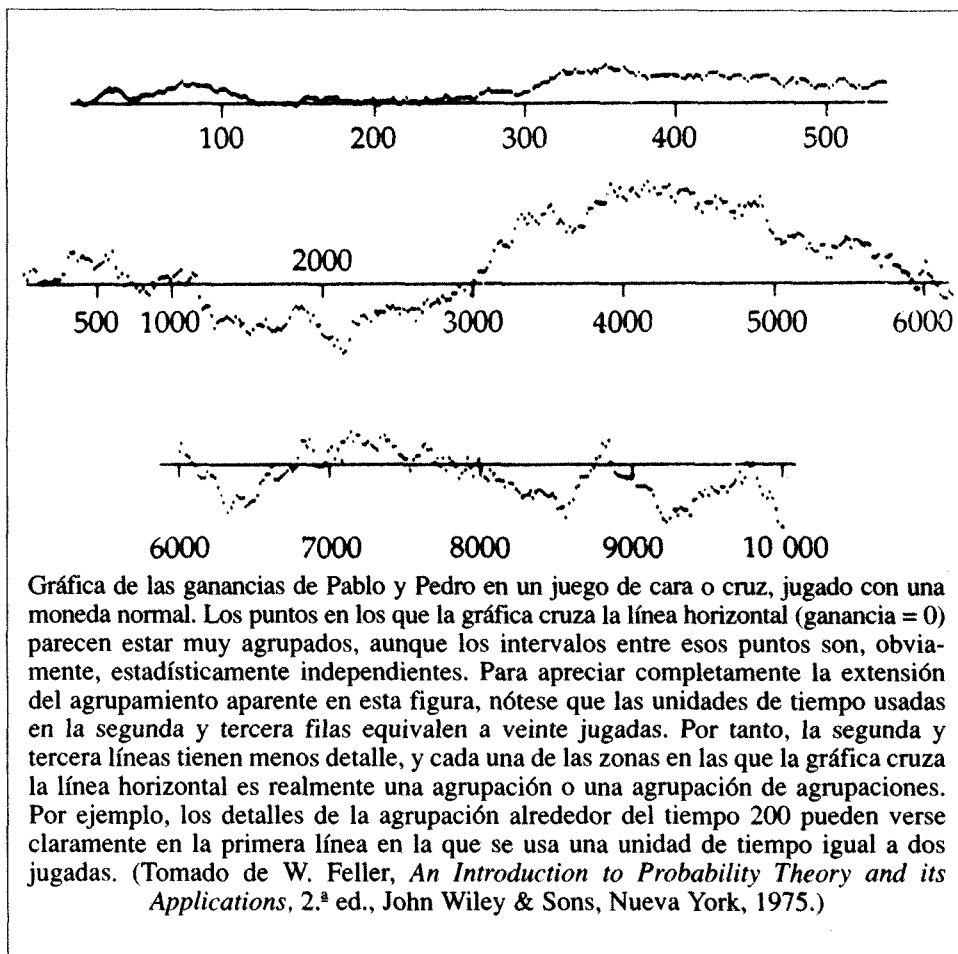 100 200 300 400 500
2000
500 1000 3000 4000 5000 6000
6000 7000 8000 9000 10 000
Gráfica de las ganancias de Pablo y Pedro en un juego de cara o cruz, jugado con una
moneda normal. Los puntos en los que la gráfica cruza la línea horizontal (ganancia = 0)
parecen estar muy agrupados, aunque los intervalos entre esos puntos son, obvia-
mente, estadísticamente independientes. Para apreciar completamente la extensión
del agrupamiento aparente en esta figura, nótese que las unidades de tiempo usadas
en la segunda y tercera filas equivalen a veinte jugadas. Por tanto, la segunda y
tercera líneas tienen menos detalle, y cada una de las zonas en las que la gráfica cruza
la línea horizontal es realmente una agrupación o una agrupación de agrupaciones.
Por ejemplo, los detalles de la agrupación alrededor del tiempo 200 pueden verse
claramente en la primera línea en la que se usa una unidad de tiempo igual a dos
jugadas. (Tomado de W. Feller, An Introduction to Probability Theory and its
Applications, 2.ª ed., John Wiley & Sons, Nueva York, 1975.)